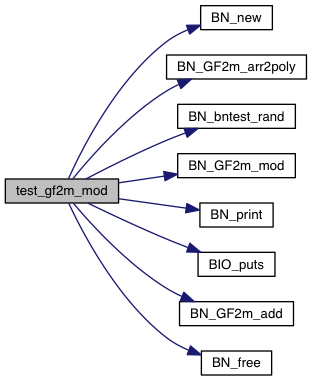 BN_new
BN_GF2m_arr2poly
BN_bntest_rand
BN_GF2m_mod
test_gf2m_mod
BN_print
BIO_puts
BN_GF2m_add
BN_free